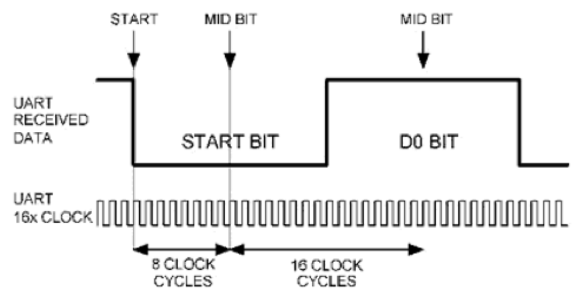 START MID BIT MID BIT
UART
RECEIVED
DATA
START BIT D0 BIT
UART
16x CLOCK
8 CLOCK
CYCLES
16 CLOCK
CYCLES